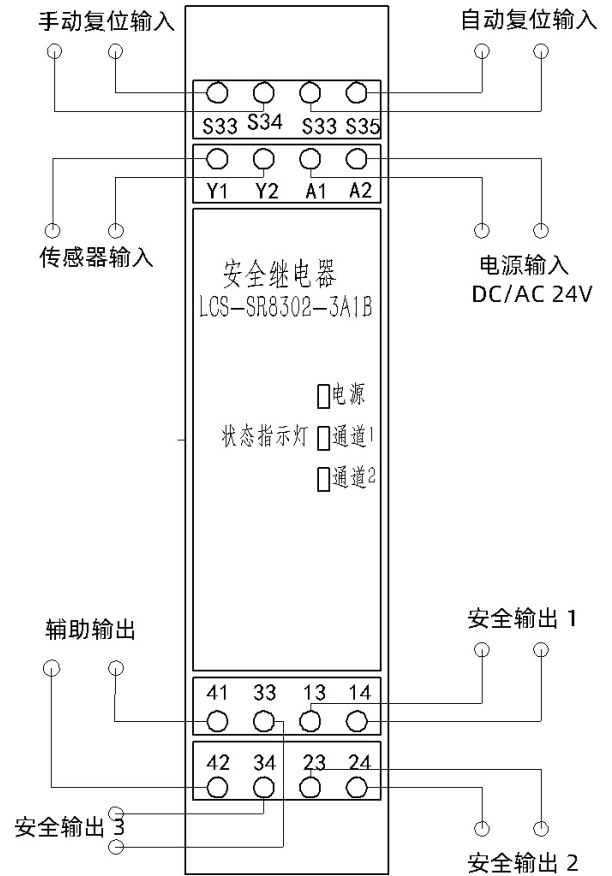 手动复位输入
自动复位输入
S33 S34 S33 S35
Y1 Y2 A1 A2
传感器输入
电源输入
DC/AC 24V
安全继电器
LCS-SR8302-3A1B
电源
状态指示灯 通道1
通道2
辅助输出
安全输出 1
41 33 13 14
42 34 23 24
安全输出 3
安全输出 2